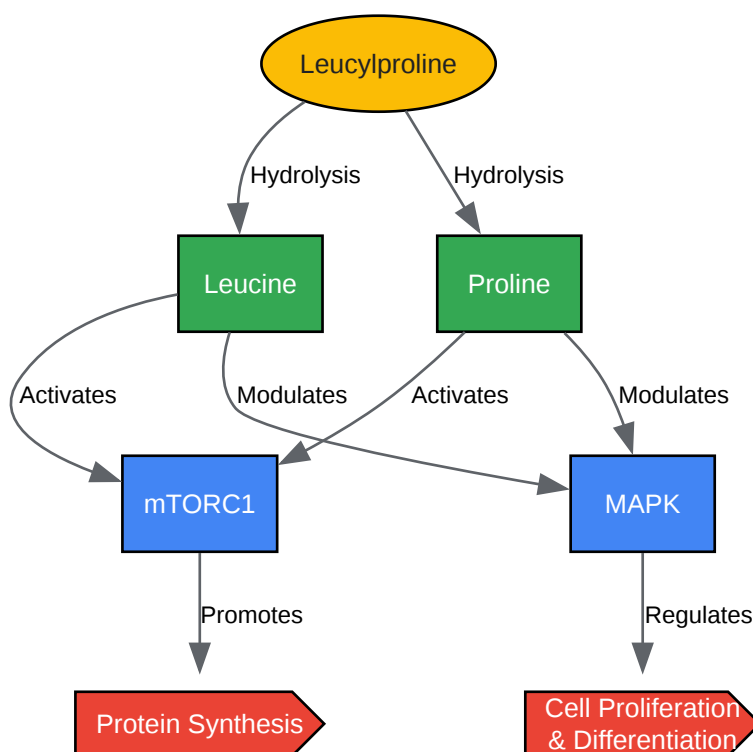 Leucylproline
Hydrolysis
Hydrolysis
Leucine
Proline
Activates
Modulates
Activates
Modulates
mTORC1
MAPK
Promotes
Regulates
Protein Synthesis
Cell Proliferation
& Differentiation